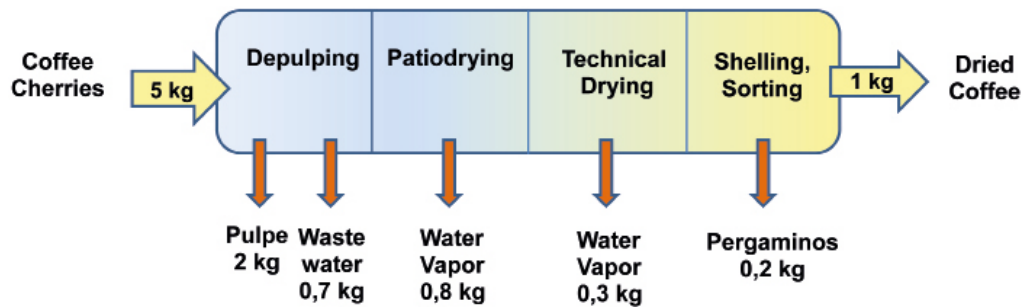 Coffee
Cherries
5 kg
Depulping
Patiodrying
Technical
Drying
Shelling,
Sorting
1 kg
Dried
Coffee
Pulpe
2 kg
Waste
water
0,7 kg
Water
Vapor
0,8 kg
Water
Vapor
0,3 kg
Pergaminos
0,2 kg